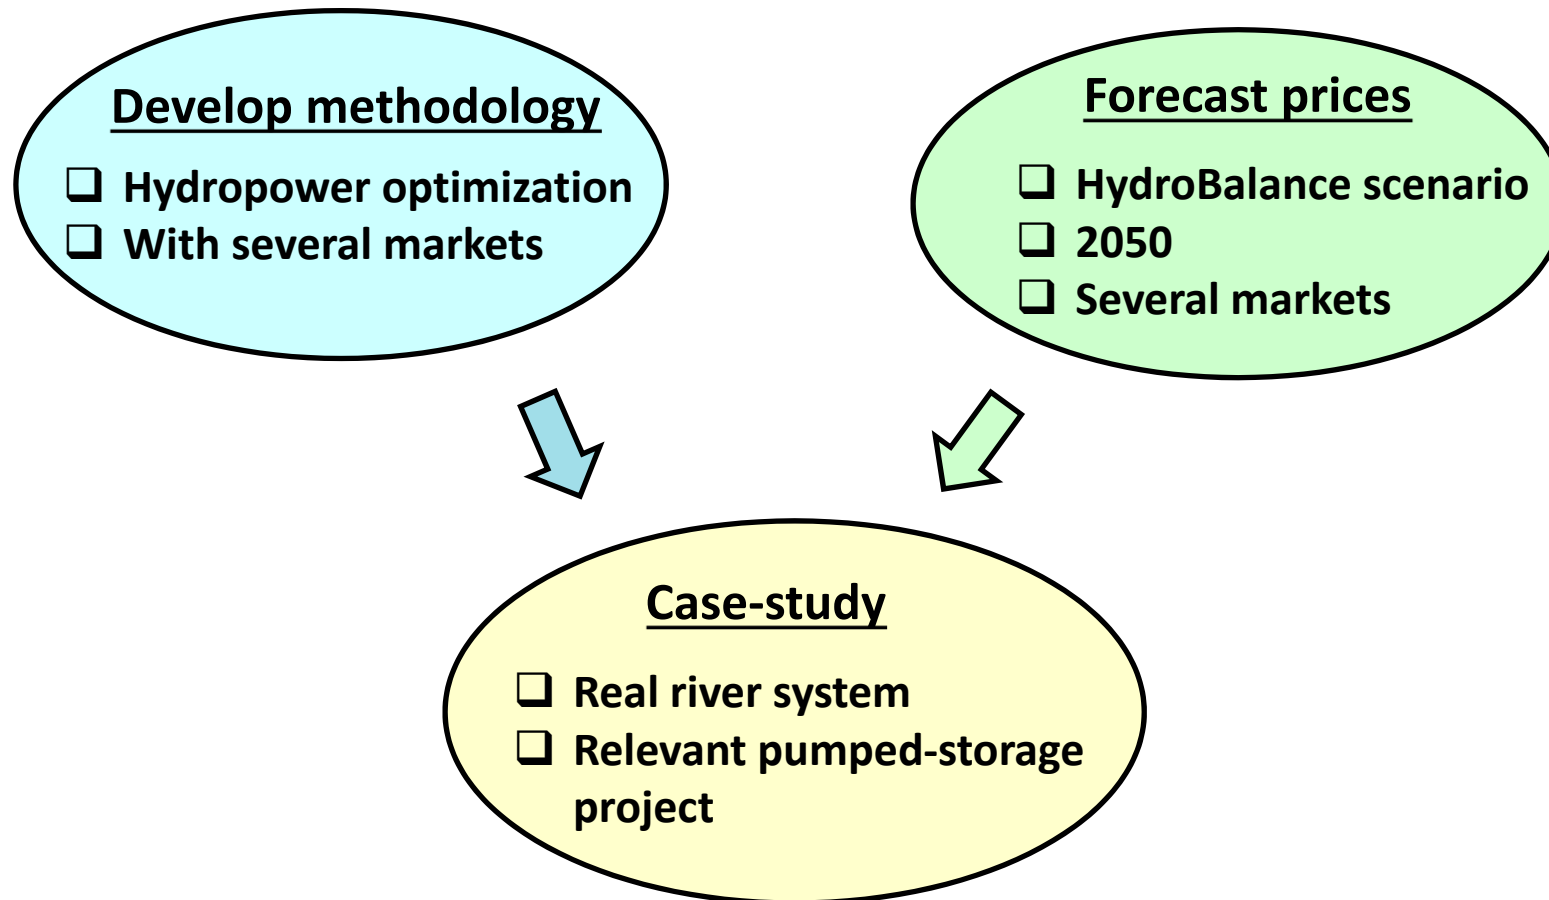 Develop methodology
❑ Hydropower optimization
❑ With several markets
Forecast prices
❑ HydroBalance scenario
❑ 2050
❑ Several markets
Case-study
❑ Real river system
❑ Relevant pumped-storage
project